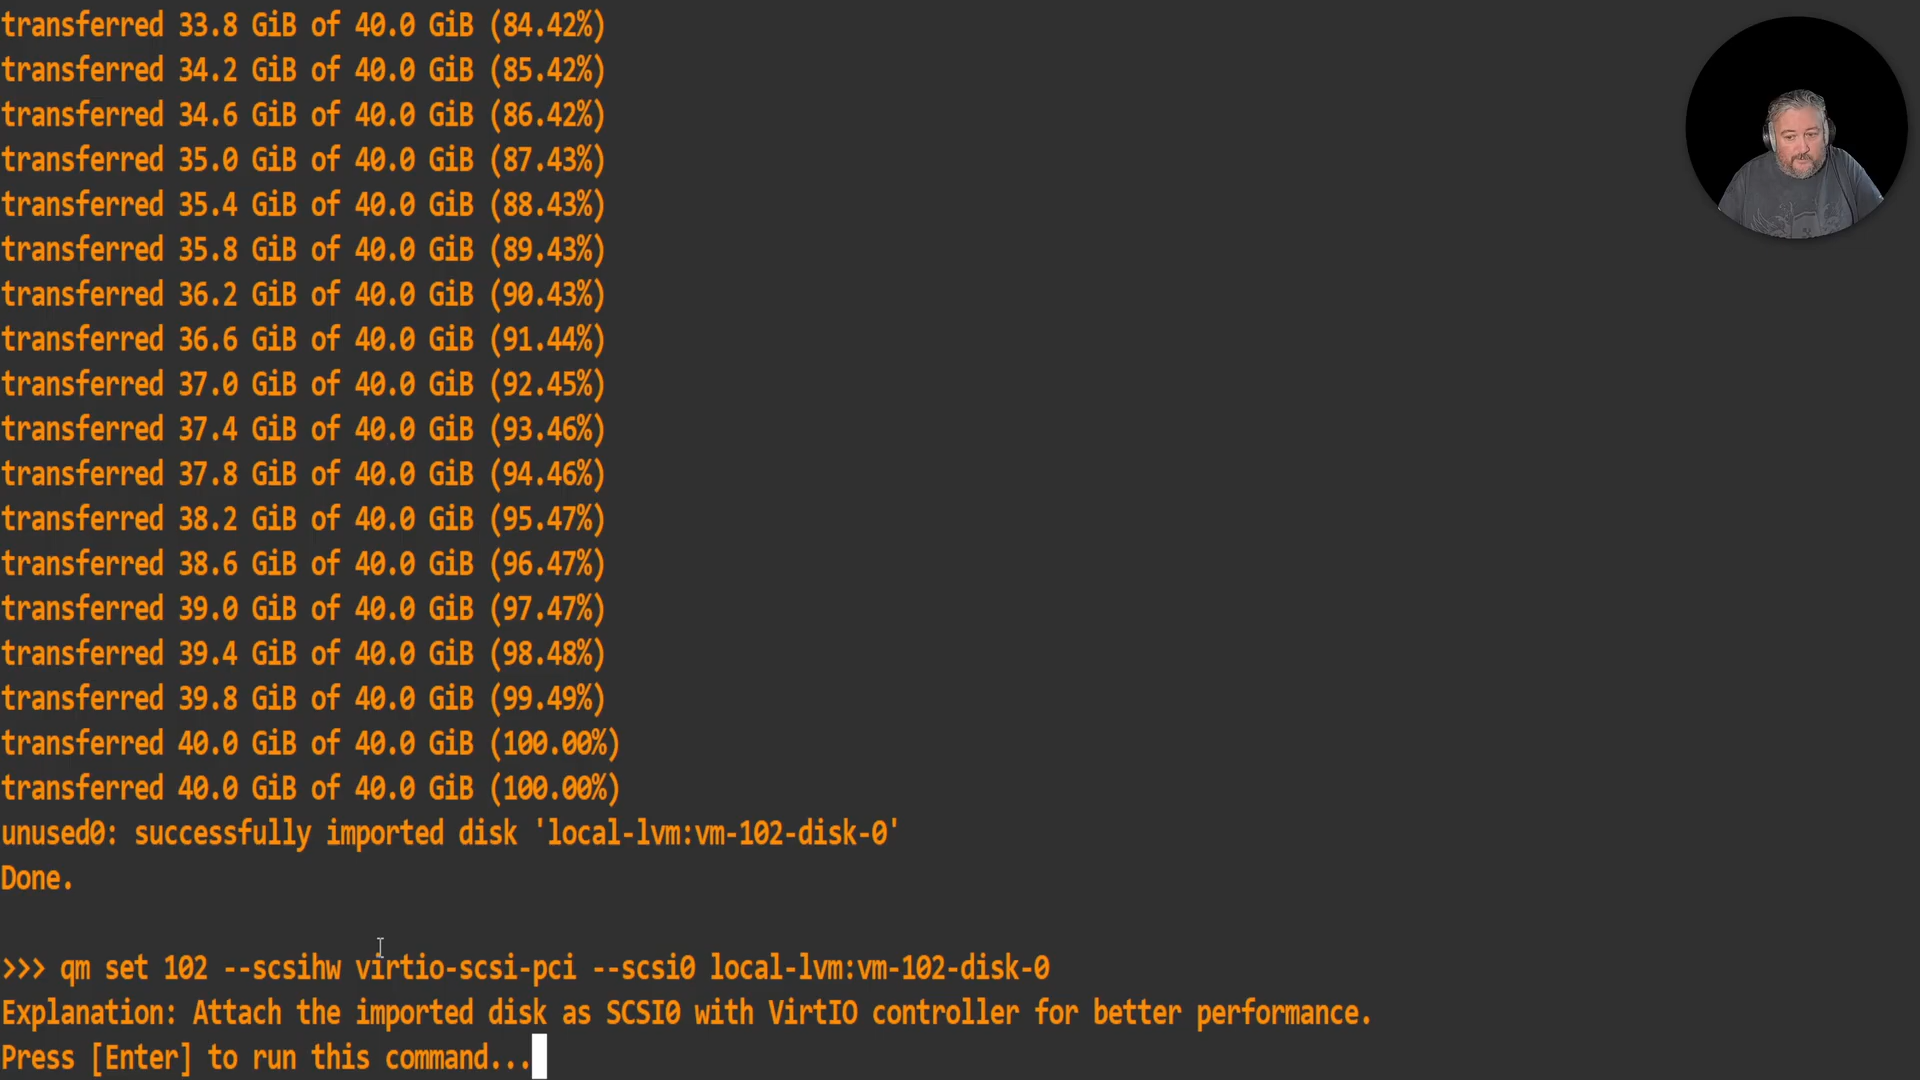 transferred 33.8 GiB of 40.0 GiB (84.42%)
transferred 34.2 GiB of 40.0 GiB (85.42%)
transferred 34.6 GiB of 40.0 GiB (86.42%)
transferred 35.0 GiB of 40.0 GiB (87.43%)
transferred 35.4 GiB of 40.0 GiB (88.43%)
transferred 35.8 GiB of 40.0 GiB (89.43%)
transferred 36.2 GiB of 40.0 GiB (90.43%)
transferred 36.6 GiB of 40.0 GiB (91.44%)
transferred 37.0 GiB of 40.0 GiB (92.45%)
transferred 37.4 GiB of 40.0 GiB (93.46%)
transferred 37.8 GiB of 40.0 GiB (94.46%)
transferred 38.2 GiB of 40.0 GiB (95.47%)
transferred 38.6 GiB of 40.0 GiB (96.47%)
transferred 39.0 GiB of 40.0 GiB (97.47%)
transferred 39.4 GiB of 40.0 GiB (98.48%)
transferred 39.8 GiB of 40.0 GiB (99.49%)
transferred 40.0 GiB of 40.0 GiB (100.00%)
transferred 40.0 GiB of 40.0 GiB (100.00%)
unused0: successfully imported disk 'local-lvm:vm-102-disk-0'
Done.
>>> qm set 102 --scsihw virtio-scsi-pci --scsi0 local-lvm:vm-102-disk-0
Explanation: Attach the imported disk as SCSI0 with VirtIO controller for better performance.
Press [Enter] to run this command...